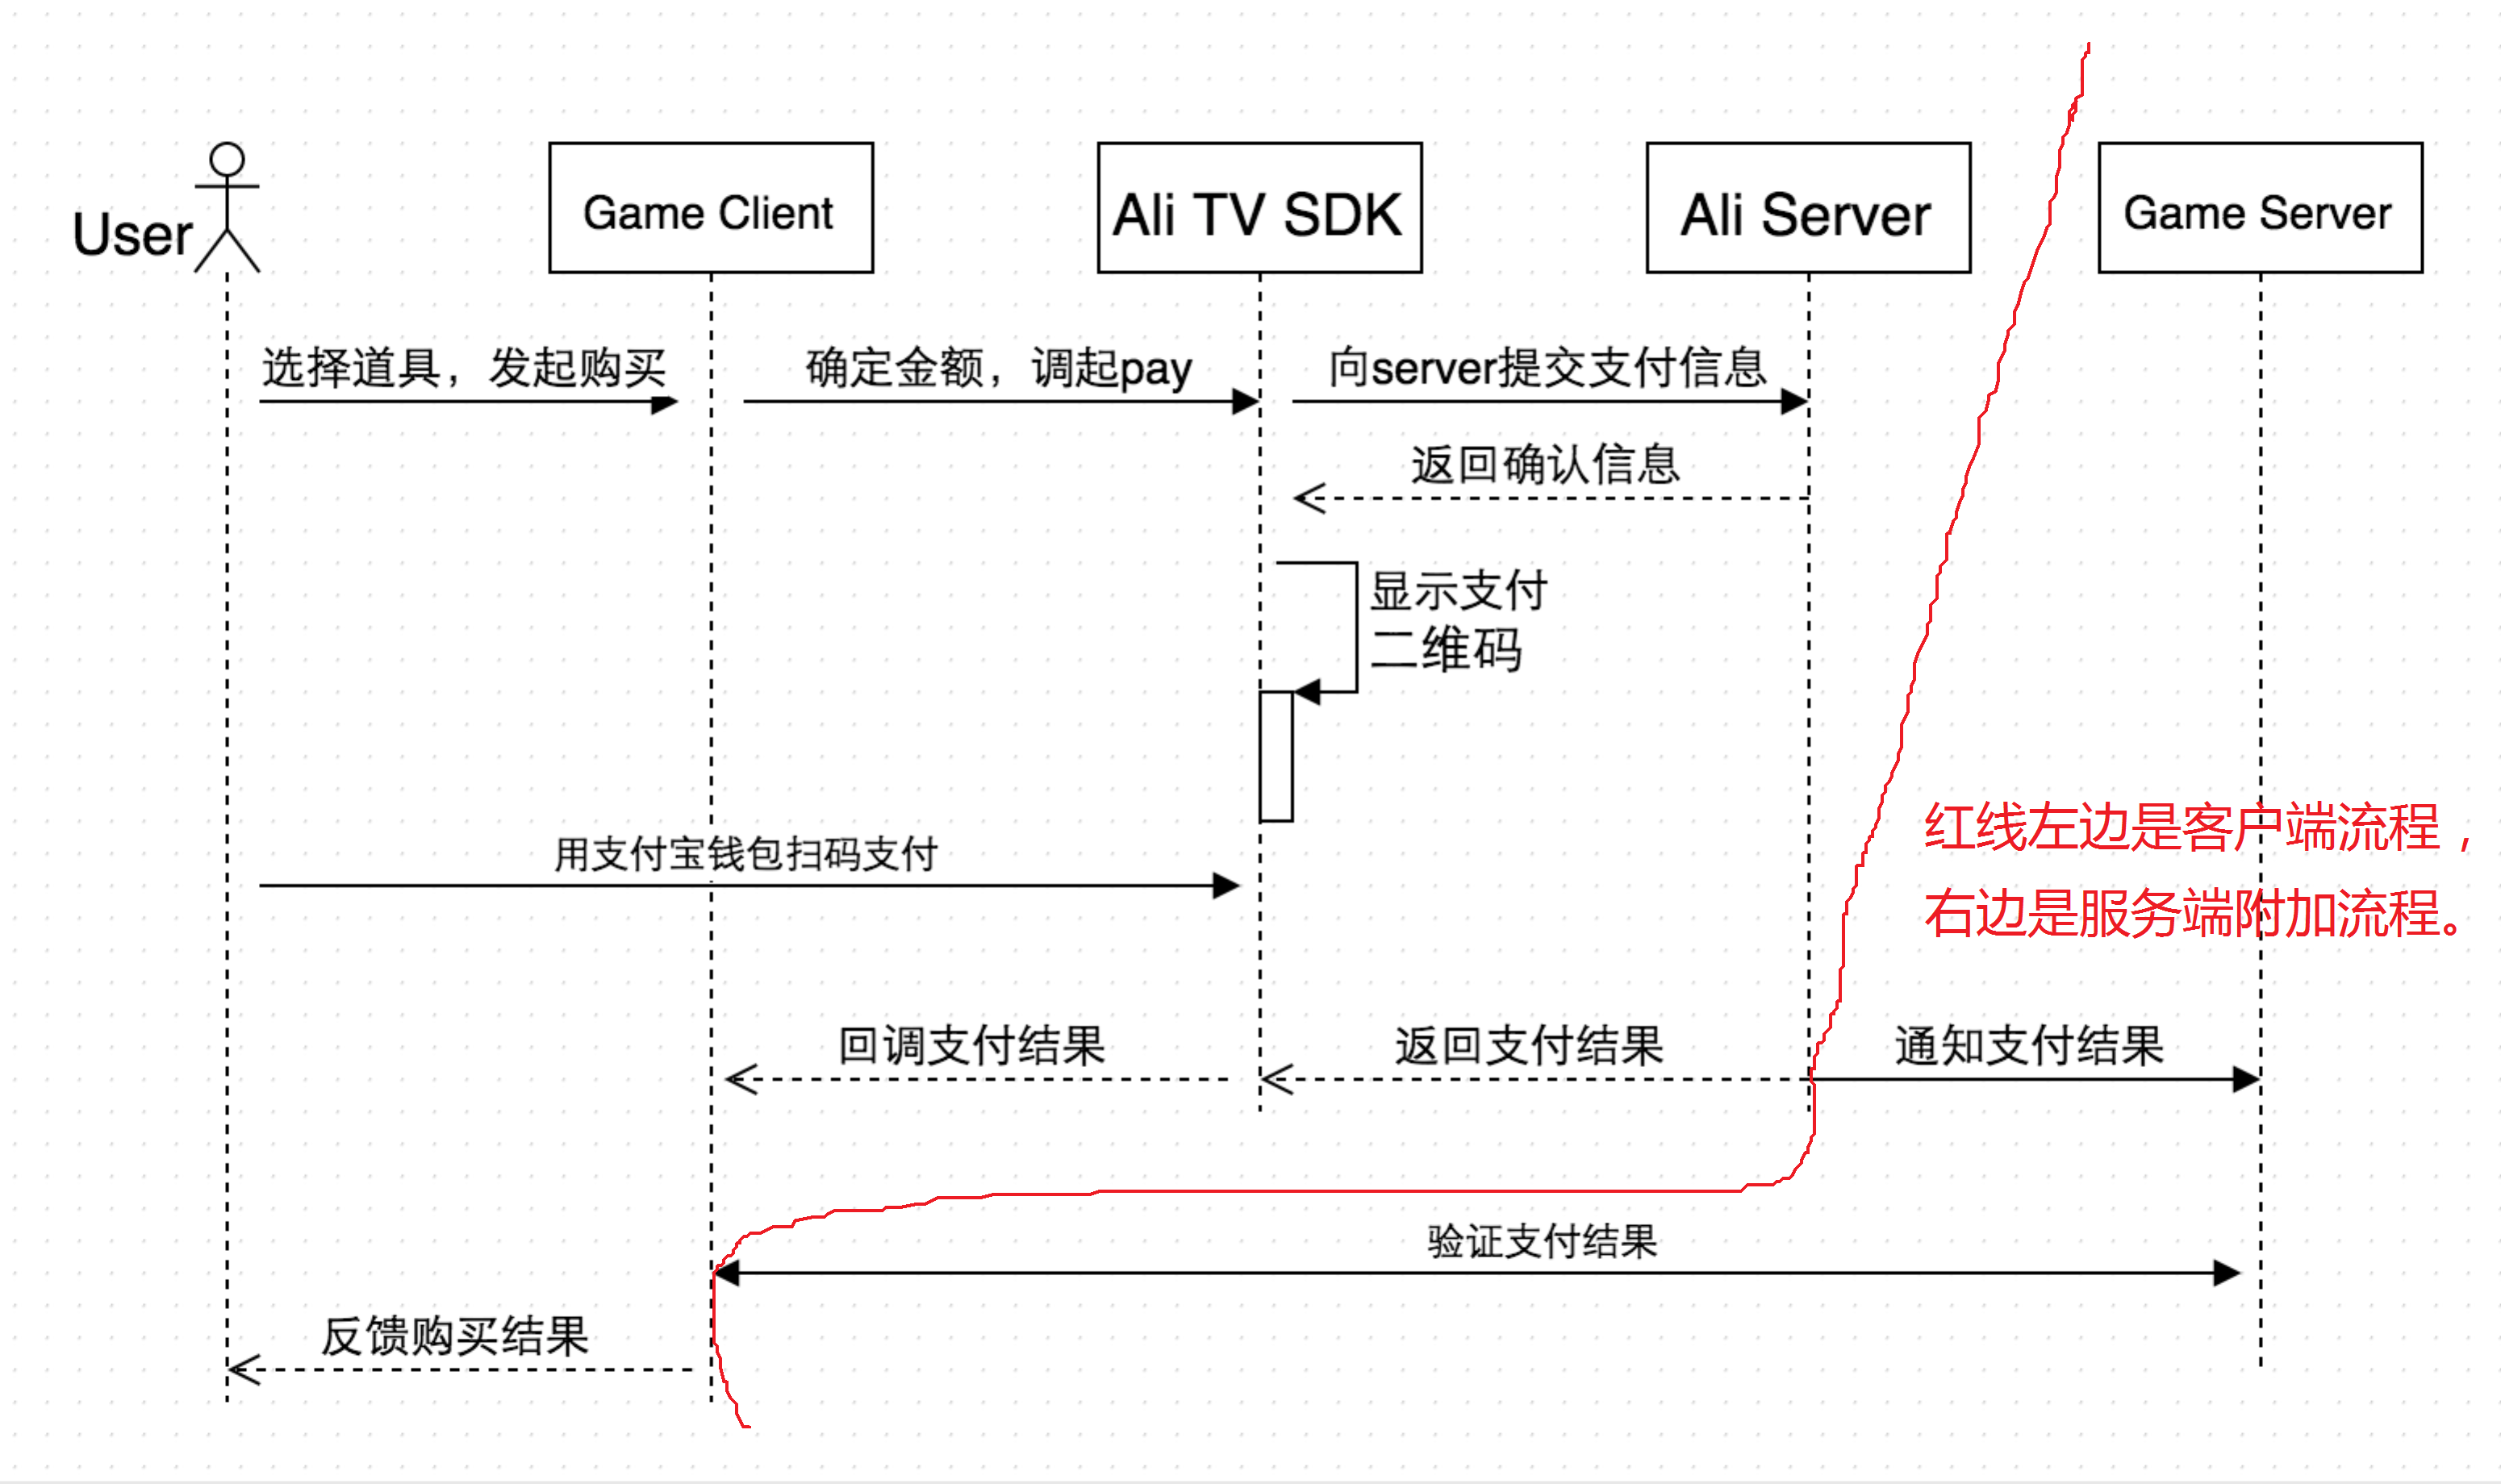 User
Game Client
Ali TV SDK
Ali Server
Game Server
选择道具，发起购买
确定金额，调起pay
向server提交支付信息
返回确认信息
显示支付
二维码
红线左边是客户端流程，
右边是服务端附加流程。
用支付宝钱包扫码支付
回调支付结果
返回支付结果
通知支付结果
验证支付结果
反馈购买结果